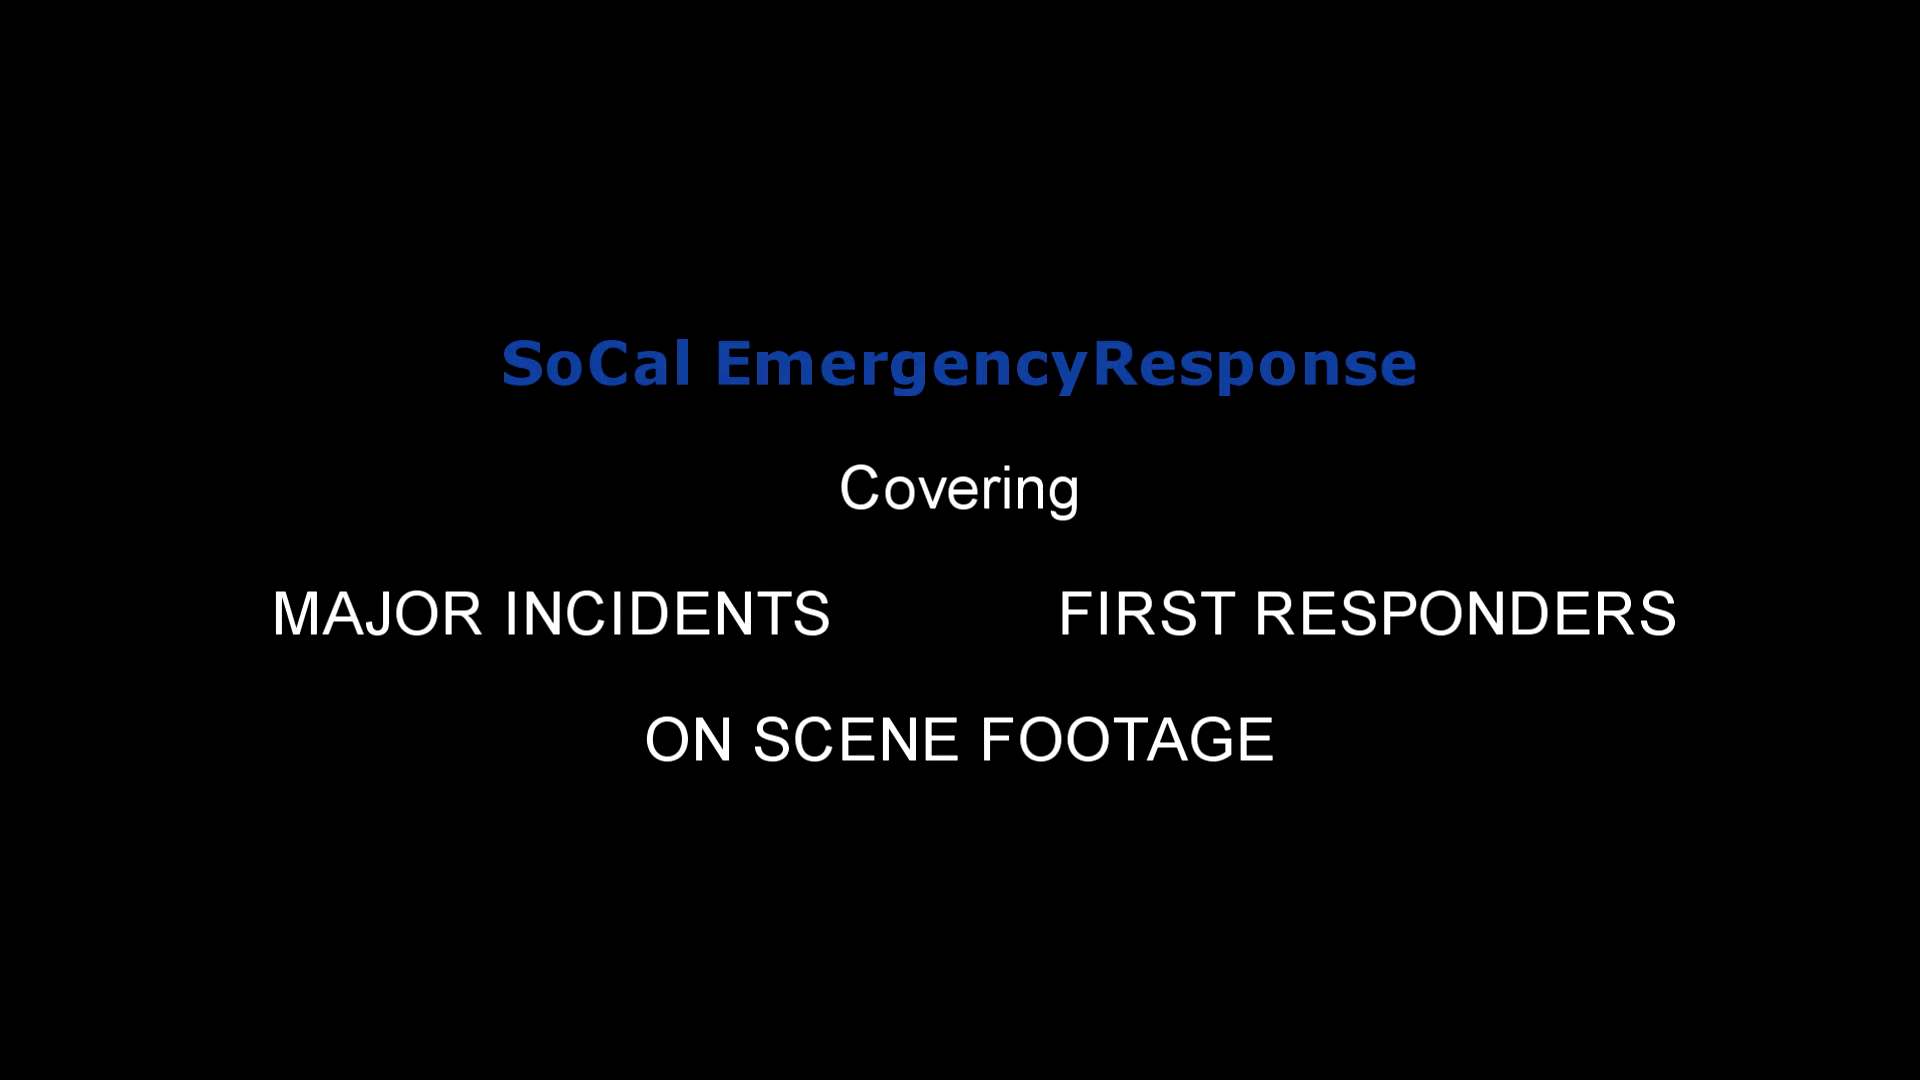 SoCal EmergencyResponse
Covering
MAJOR INCIDENTS FIRST RESPONDERS
ON SCENE FOOTAGE